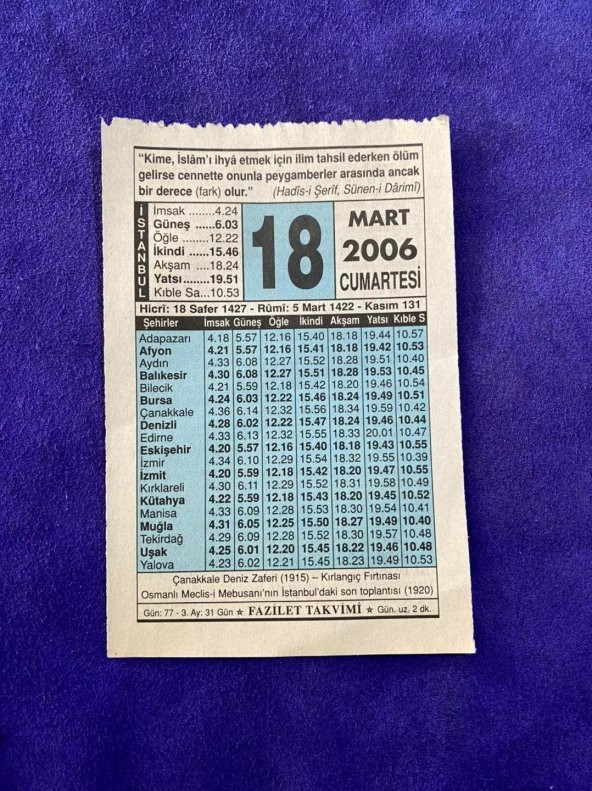 “Kime, İslâm’ı ihyâ etmek için ilim tahsil ederken ölüm
gelirse cennette onunla peygamberler arasında ancak
bir derece (fark) olur.” (Hadîs-i Şerîf, Sünen-i Dârimî)
İSTANBUL
İmsak ........4.24
Güneş ......6.03
Öğle ........12.22
İkindi ......15.46
Akşam ....18.24
Yatsı........19.51
Kıble Sa...10.53
18
MART
2006
CUMARTESİ
Hicrî: 18 Safer 1427 - Rûmî: 5 Mart 1422 - Kasım 131
Şehirler İmsak Güneş Öğle İkindi Akşam Yatsı Kıble S
Adapazarı 4.18 5.57 12.16 15.40 18.18 19.44 10.57
Afyon 4.21 5.57 12.16 15.41 18.18 19.42 10.53
Aydın 4.33 6.08 12.27 15.52 18.28 19.51 10.40
Balıkesir 4.30 6.08 12.27 15.51 18.28 19.53 10.45
Bilecik 4.21 5.59 12.18 15.42 18.20 19.46 10.54
Bursa 4.24 6.03 12.22 15.46 18.24 19.49 10.51
Çanakkale 4.36 6.14 12.32 15.56 18.34 19.59 10.42
Denizli 4.28 6.02 12.22 15.47 18.24 19.46 10.44
Edirne 4.33 6.13 12.32 15.55 18.33 20.01 10.47
Eskişehir 4.20 5.57 12.16 15.40 18.18 19.43 10.55
İzmir 4.34 6.10 12.29 15.54 18.32 19.55 10.39
İzmit 4.20 5.59 12.18 15.42 18.20 19.47 10.55
Kırklareli 4.30 6.11 12.29 15.52 18.31 19.58 10.49
Kütahya 4.22 5.59 12.18 15.43 18.20 19.45 10.52
Manisa 4.33 6.09 12.28 15.53 18.30 19.54 10.41
Muğla 4.31 6.05 12.25 15.50 18.27 19.49 10.40
Tekirdağ 4.29 6.09 12.28 15.52 18.30 19.57 10.48
Uşak 4.25 6.01 12.20 15.45 18.22 19.46 10.48
Yalova 4.23 6.02 12.21 15.45 18.23 19.49 10.53
Çanakkale Deniz Zaferi (1915) – Kırlangıç Fırtınası
Osmanlı Meclis-i Mebusanı’nın İstanbul’daki son toplantısı (1920)
Gün: 77 - 3. Ay: 31 Gün ★ FAZİLET TAKVİMİ ★ Gün. uz. 2 dk.